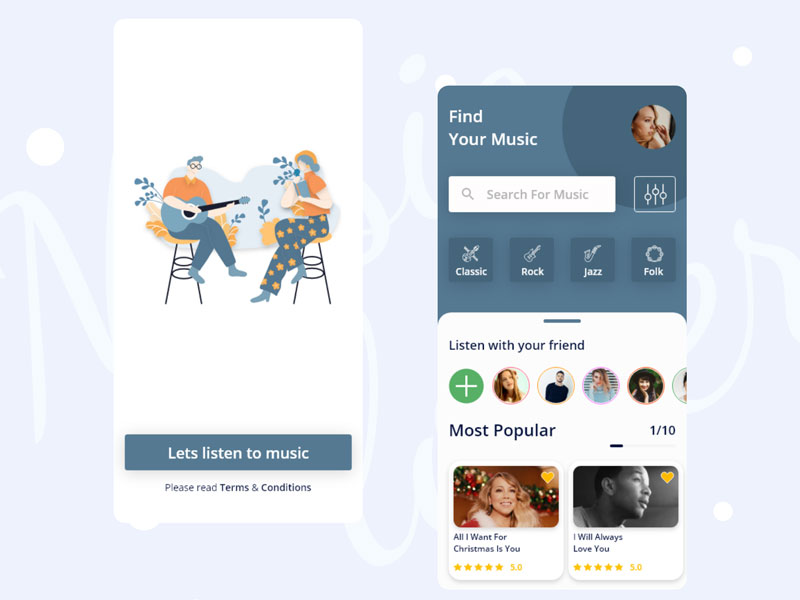 Lets listen to music
Please read Terms & Conditions
Find
Your Music
Search For Music
Classic
Rock
Jazz
Folk
Listen with your friend
Most Popular
1/10
All I Want For
Christmas Is You
5.0
I Will Always
Love You
5.0